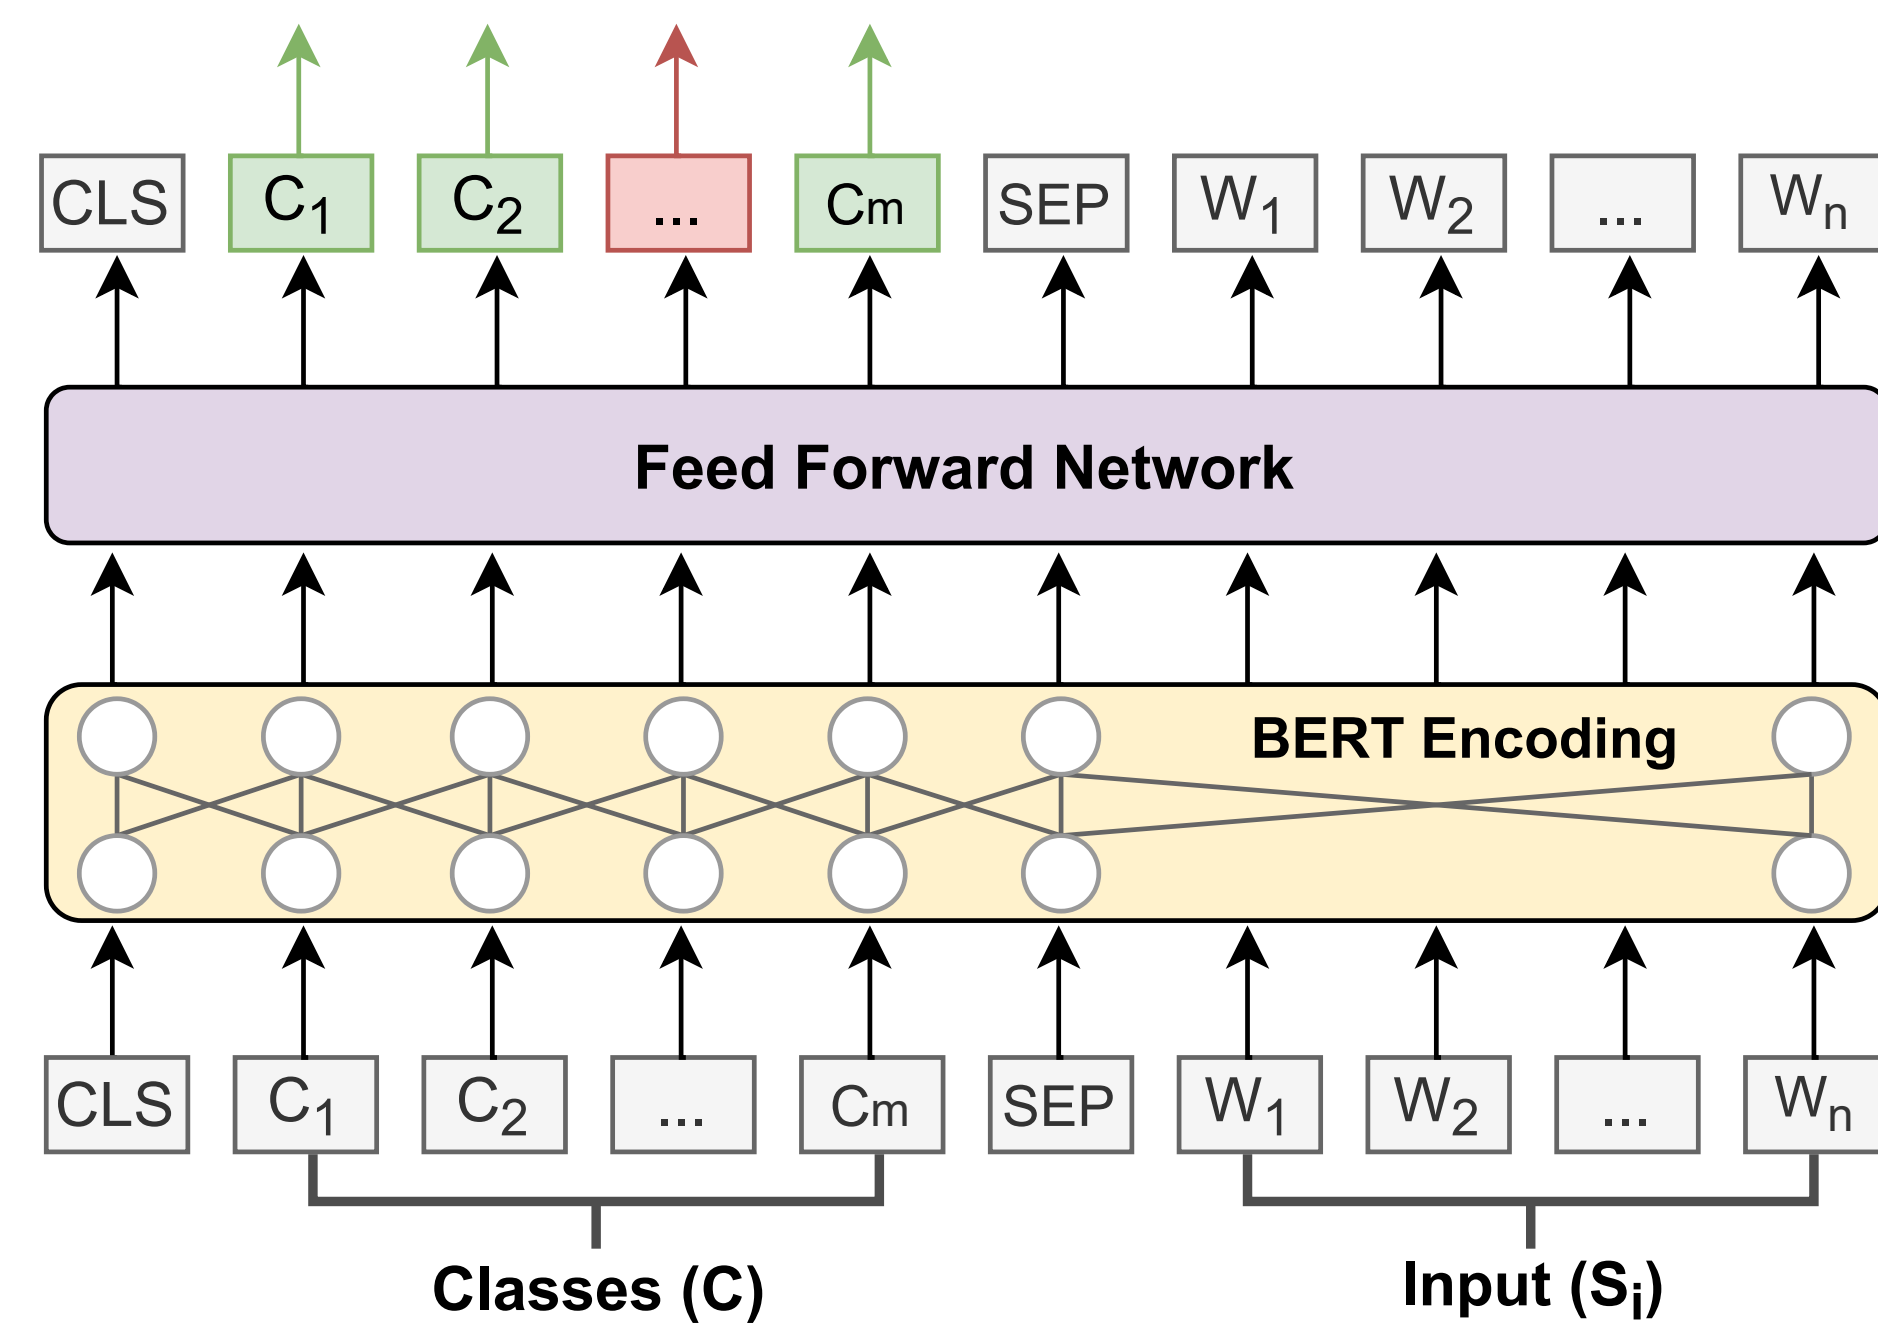 CLS C₁ C₂ ... Cm SEP W₁ W₂ ... Wₙ
Feed Forward Network
BERT Encoding
CLS C₁ C₂ ... Cm SEP W₁ W₂ ... Wₙ
Classes (C) Input (Sᵢ)